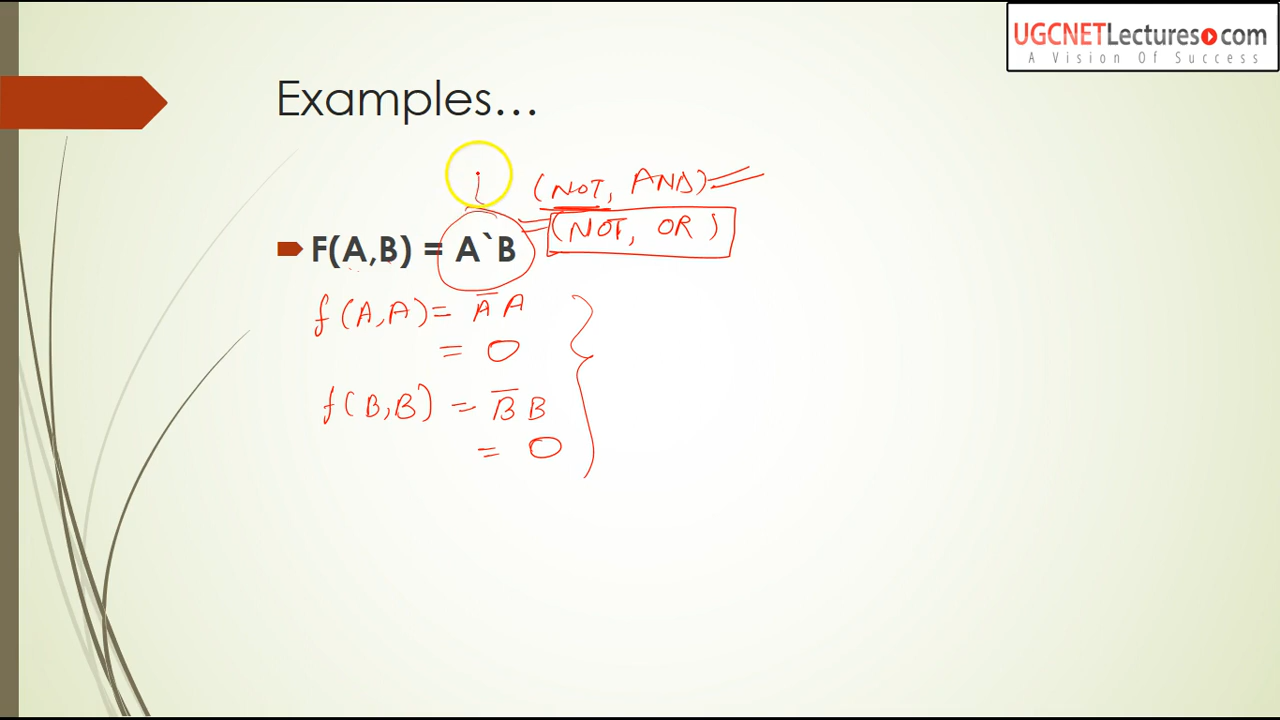 UGCNETLectures.com
A Vision Of Success
Examples...
(NOT, AND)
(NOT, OR)
F(A,B) = A`B
f(A,A) = A̅ A
= 0
f(B,B) = B̅ B
= 0